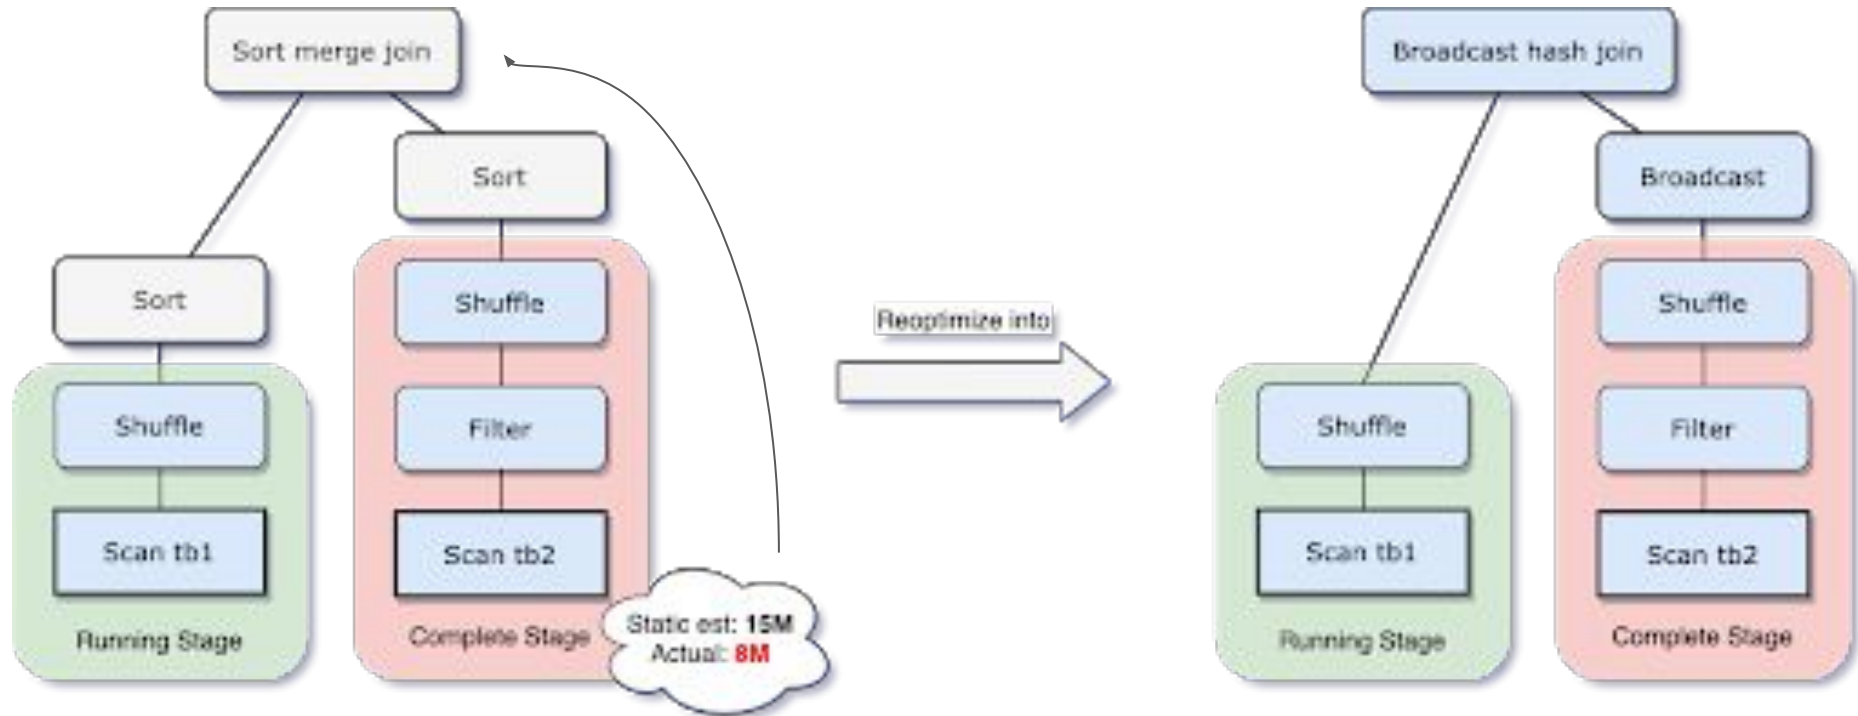 Sort merge join
Sort
Sort
Shuffle
Shuffle
Filter
Scan tb1
Scan tb2
Running Stage
Complete Stage
Static est: 15M
Actual: 8M
Reoptimize into
Broadcast hash join
Broadcast
Shuffle
Shuffle
Filter
Scan tb1
Scan tb2
Running Stage
Complete Stage